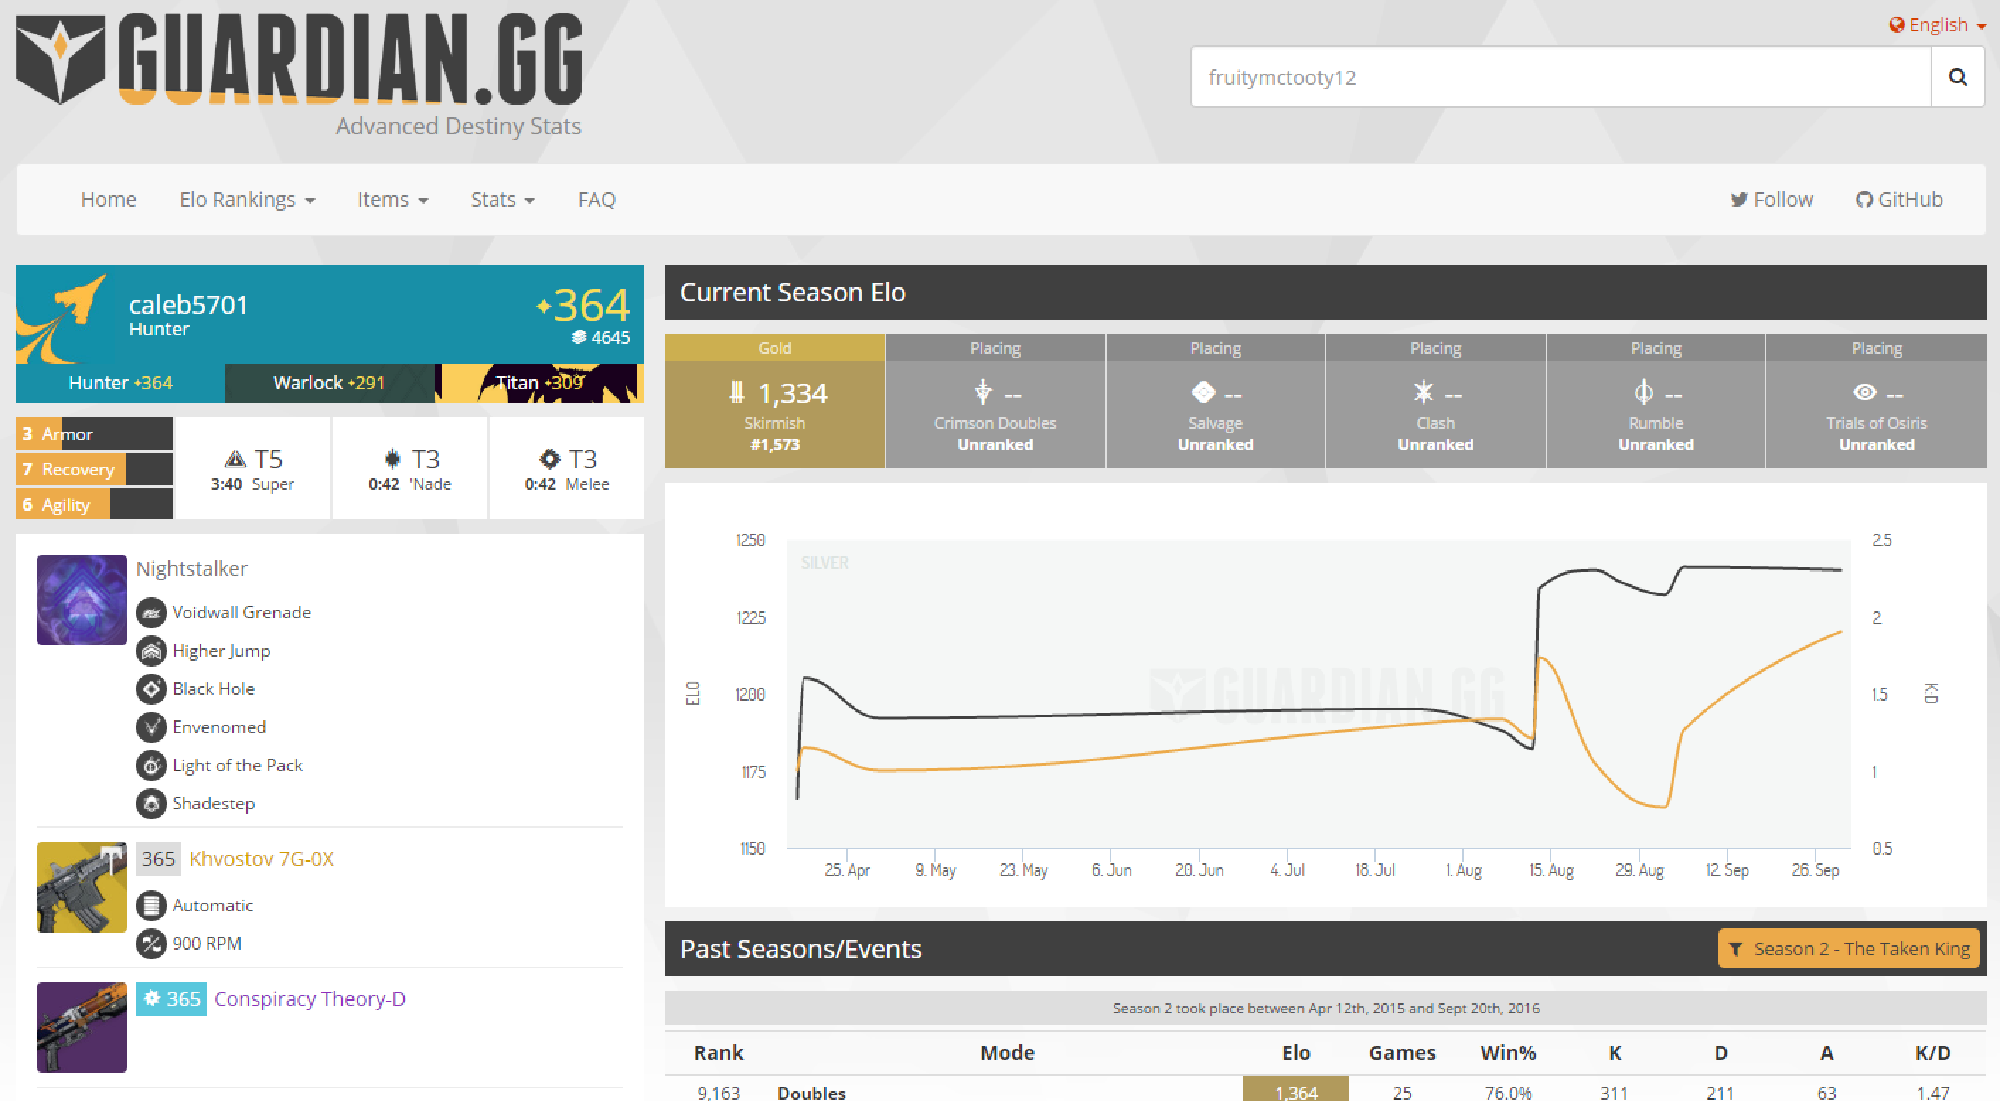 GUARDIAN.GG
Advanced Destiny Stats
English
fruitymctooty12
Home
Elo Rankings
Items
Stats
FAQ
Follow
GitHub
caleb5701
Hunter
364
4645
Hunter +364
Warlock +291
Titan +309
3 Armor
7 Recovery
6 Agility
T5
3:40 Super
T3
0:42 'Nade
T3
0:42 Melee
Nightstalker
Voidwall Grenade
Higher Jump
Black Hole
Envenomed
Light of the Pack
Shadestep
365 Khvostov 7G-0X
Automatic
900 RPM
365 Conspiracy Theory-D
Current Season Elo
Gold
1,334
Skirmish
#1,573
Placing
--
Crimson Doubles
Unranked
Placing
--
Salvage
Unranked
Placing
--
Clash
Unranked
Placing
--
Rumble
Unranked
Placing
--
Trials of Osiris
Unranked
1250
1225
1200
1175
1150
ELO
SILVER
GUARDIAN.GG
2.5
2
1.5
1
0.5
K/D
25. Apr
9. May
23. May
6. Jun
20. Jun
4. Jul
18. Jul
1. Aug
15. Aug
29. Aug
12. Sep
26. Sep
Past Seasons/Events
Season 2 - The Taken King
Season 2 took place between Apr 12th, 2015 and Sept 20th, 2016
Rank Mode Elo Games Win% K D A K/D
9,163 Doubles 1,364 25 76.0% 311 211 63 1.47